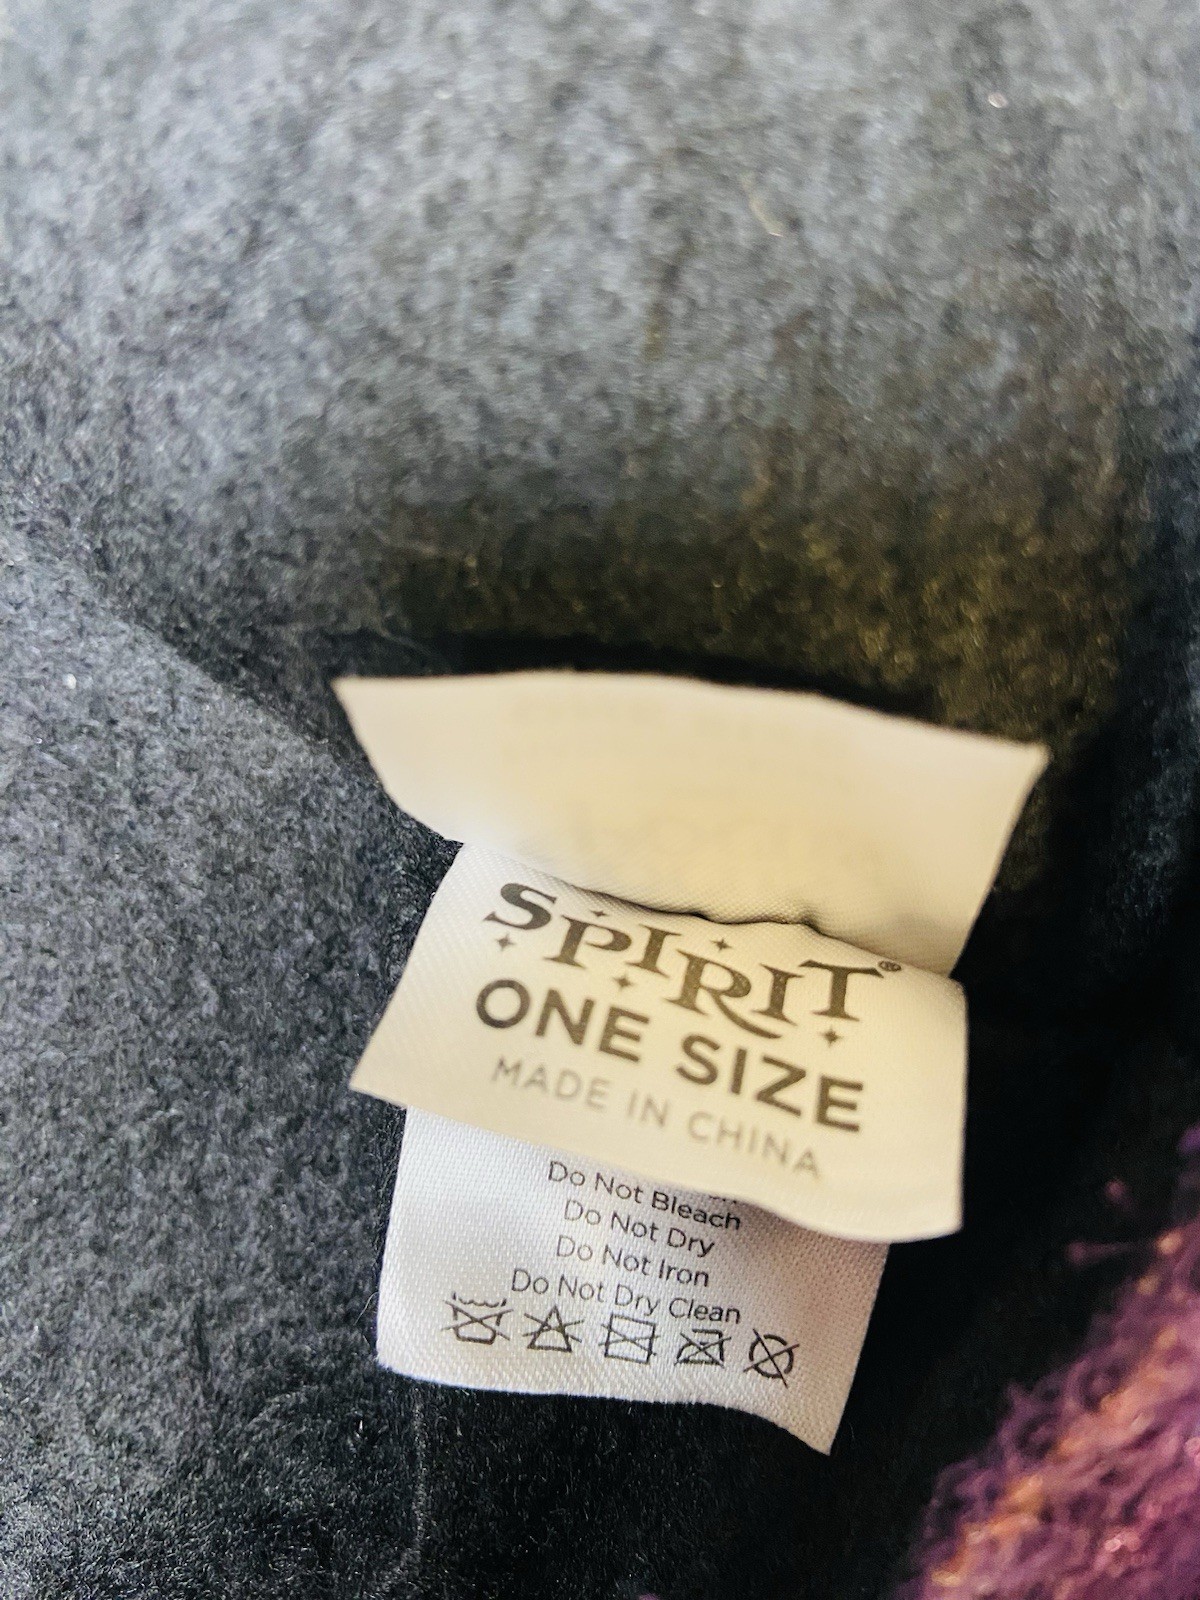 SPIRIT®
ONE SIZE
MADE IN CHINA
Do Not Bleach
Do Not Dry
Do Not Iron
Do Not Dry Clean